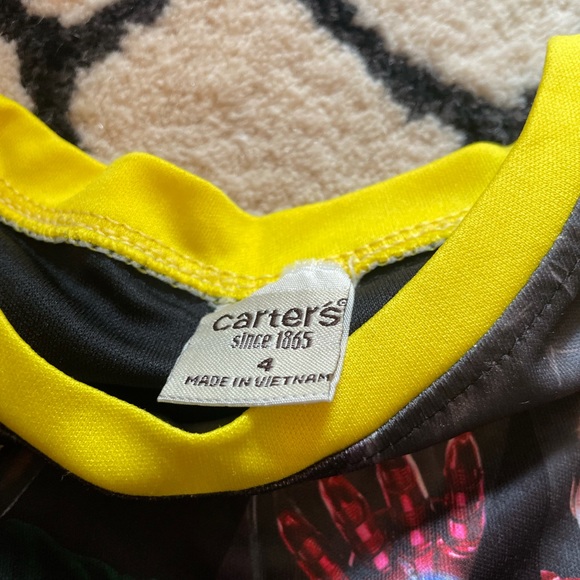 carter's®
since 1865
4
MADE IN VIETNAM